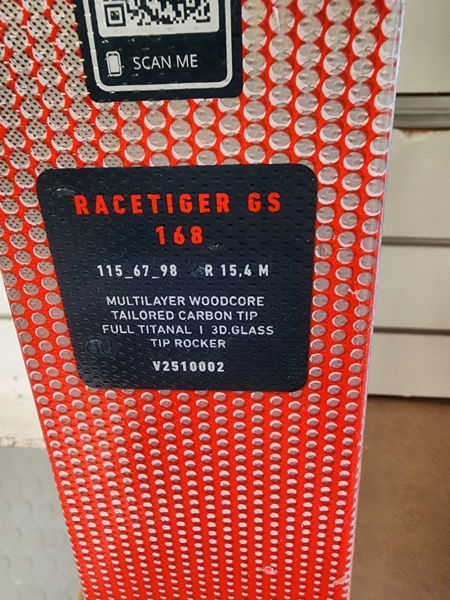 SCAN ME
RACETIGER GS
168
115_67_98 R 15,4 M
MULTILAYER WOODCORE
TAILORED CARBON TIP
FULL TITANAL I 3D.GLASS
TIP ROCKER
V2510002